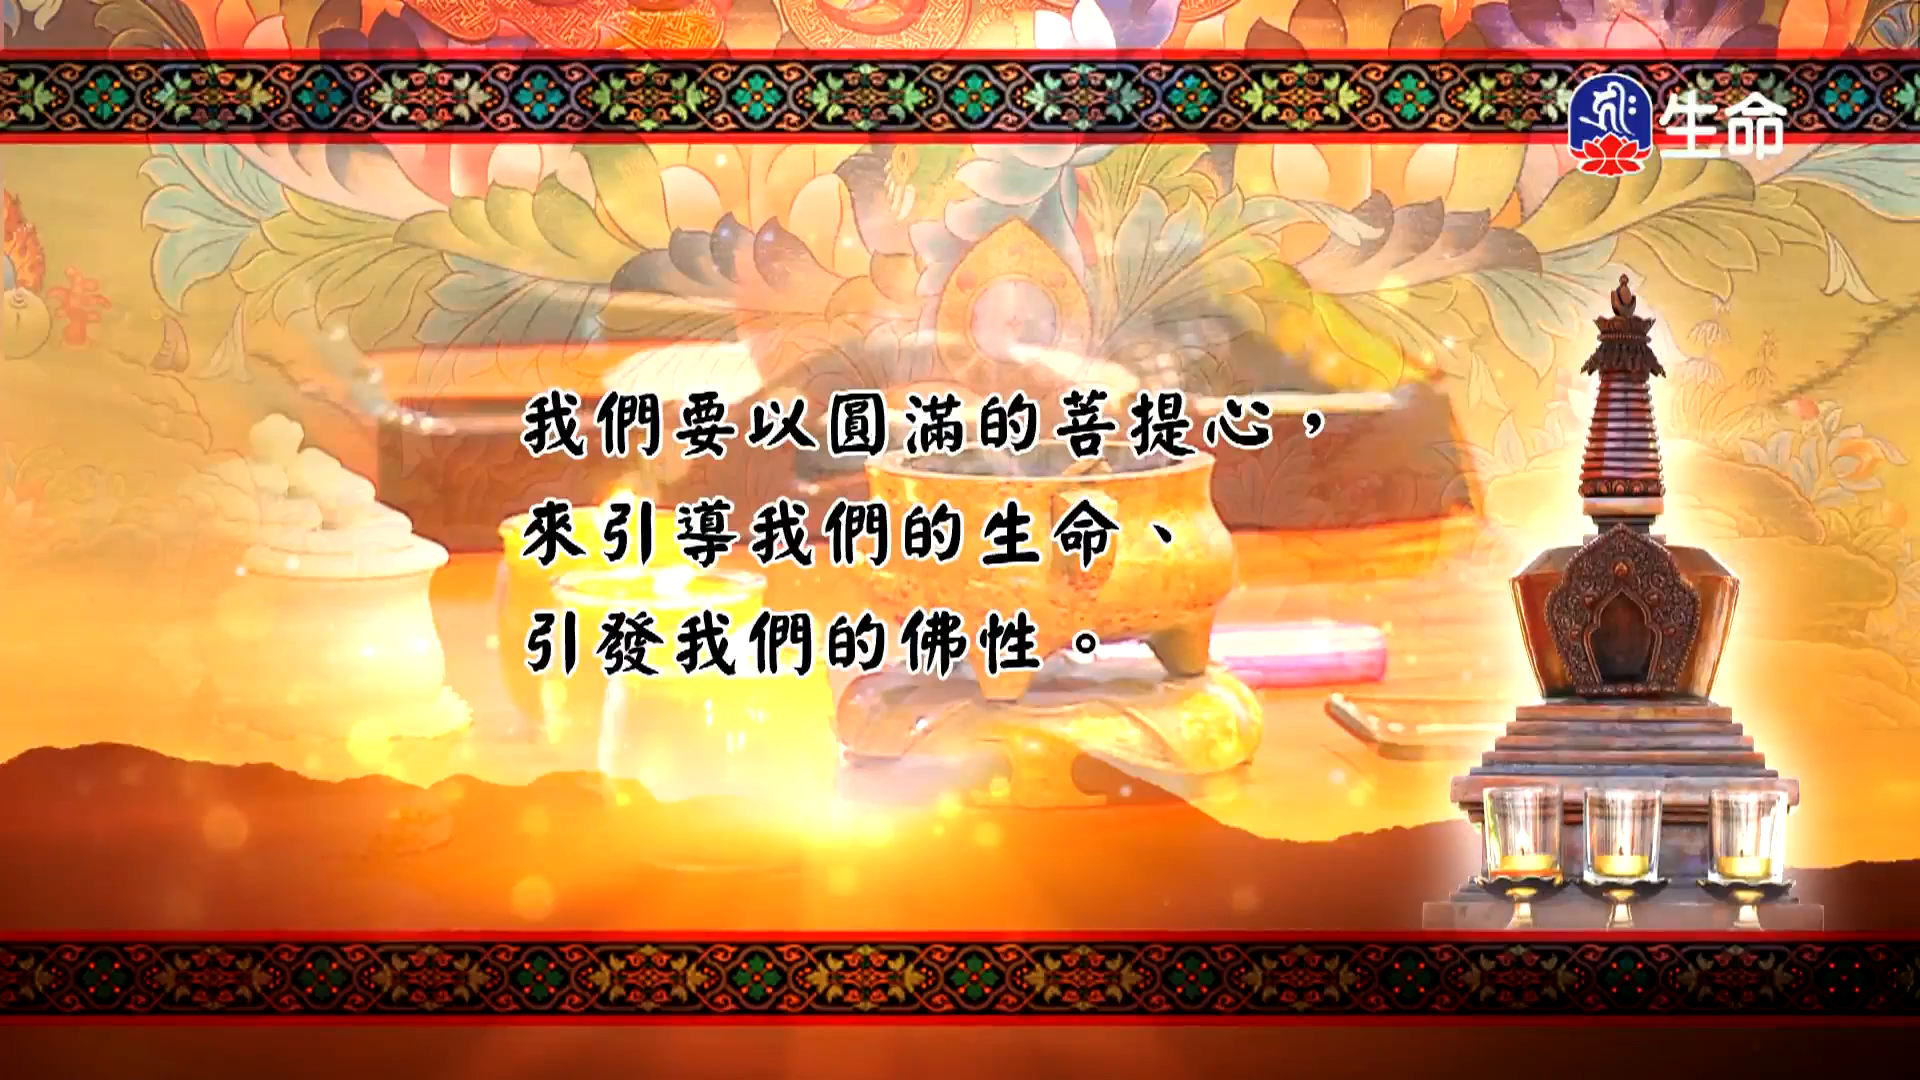 生命
我們要以圓滿的菩提心，
來引導我們的生命、
引發我們的佛性。